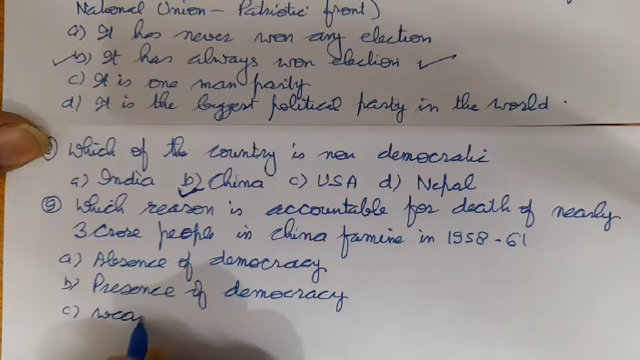 National Union - Patriotic front)
a) It has never won any election
b) It has always won election
c) It is one man party
d) It is the biggest political party in the world.
8) Which of the country is non democratic
a) India b) China c) USA d) Nepal
9) Which reason is accountable for death of nearly
3 crore people in china famine in 1958-61
a) Absence of democracy
b) Presence of democracy
c) wea